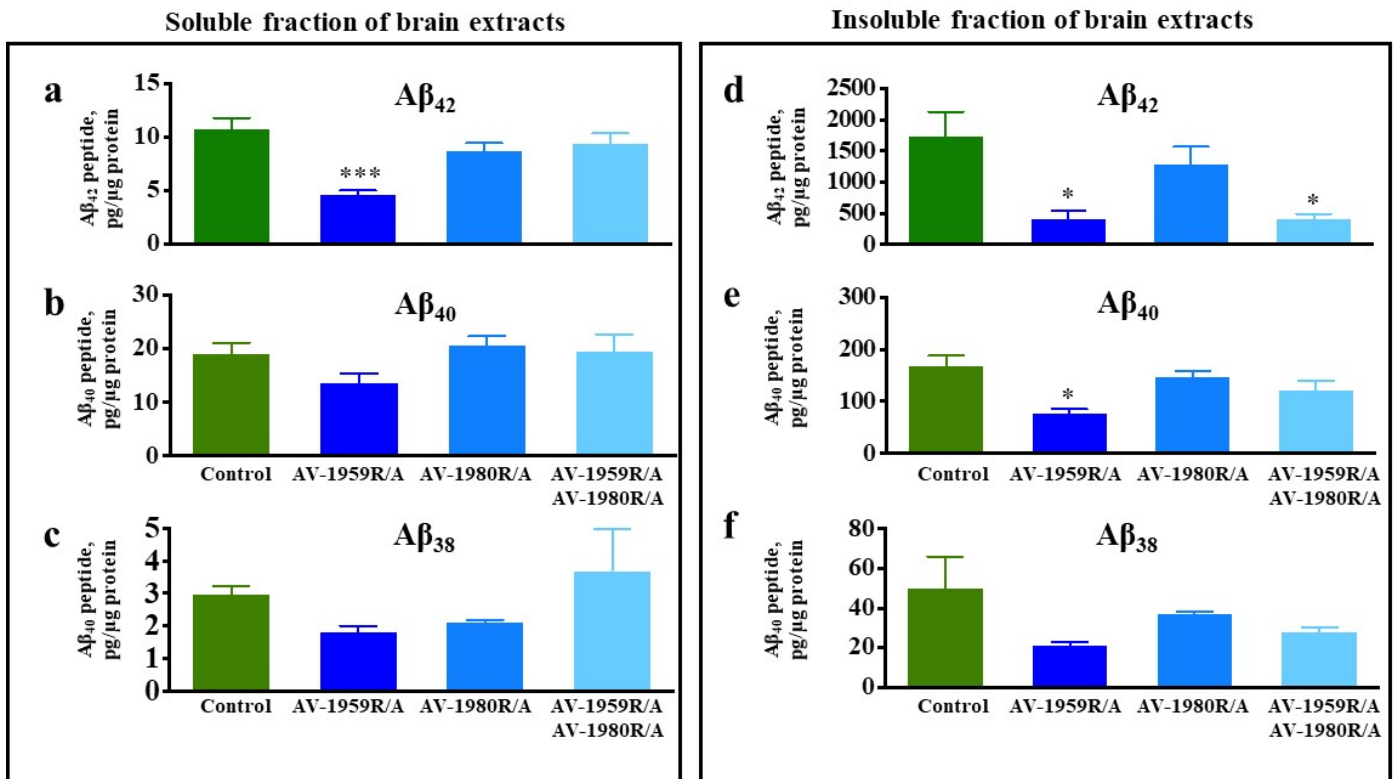 Soluble fraction of brain extracts
a
Aβ₄₂
Aβ₄₂ peptide,
pg/µg protein
15
10
5
0
***
b
Aβ₄₀
Aβ₄₀ peptide,
pg/µg protein
30
20
10
0
Control AV-1959R/A AV-1980R/A AV-1959R/A
AV-1980R/A
c
Aβ₃₈
Aβ₄₀ peptide,
pg/µg protein
5
4
3
2
1
0
Control AV-1959R/A AV-1980R/A AV-1959R/A
AV-1980R/A
Insoluble fraction of brain extracts
d
Aβ₄₂
Aβ₄₂ peptide,
pg/µg protein
2500
2000
1500
1000
500
0
* *
e
Aβ₄₀
Aβ₄₀ peptide,
pg/µg protein
300
200
100
0
*
Control AV-1959R/A AV-1980R/A AV-1959R/A
AV-1980R/A
f
Aβ₃₈
Aβ₄₀ peptide,
pg/µg protein
80
60
40
20
0
Control AV-1959R/A AV-1980R/A AV-1959R/A
AV-1980R/A